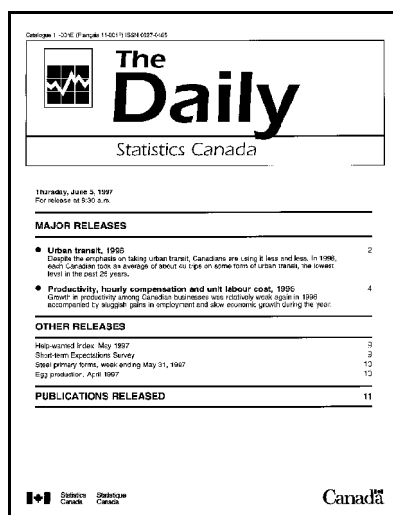 Catalogue 11-001E (Français 11-001F) ISSN 0827-0465
The
Daily
Statistics Canada
Thursday, June 5, 1997
For release at 8:30 a.m.
MAJOR RELEASES
● Urban transit, 1996 2
Despite the emphasis on taking urban transit, Canadians are using it less and less. In 1996,
each Canadian took an average of about 40 trips on some form of urban transit, the lowest
level in the past 25 years.
● Productivity, hourly compensation and unit labour cost, 1996 4
Growth in productivity among Canadian businesses was relatively weak again in 1996
accompanied by sluggish gains in employment and slow economic growth during the year.
OTHER RELEASES
Help-wanted Index, May 1997 9
Short-term Expectations Survey 9
Steel primary forms, week ending May 31, 1997 10
Egg production, April 1997 10
PUBLICATIONS RELEASED 11
Statistics Statistique
Canada Canada
Canada